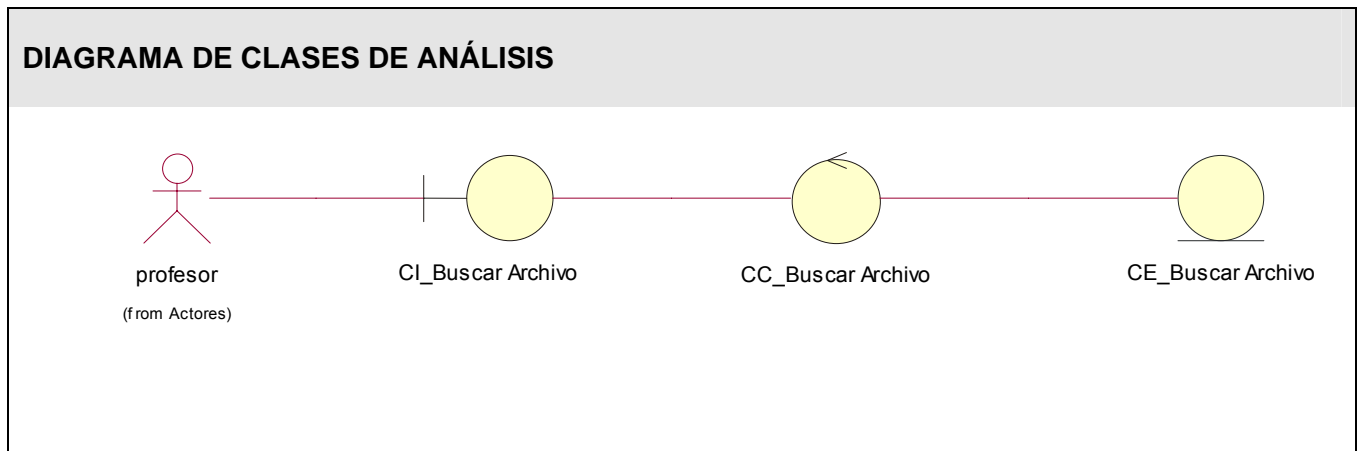 DIAGRAMA DE CLASES DE ANÁLISIS
profesor
(from Actores)
CI_Buscar Archivo
CC_Buscar Archivo
CE_Buscar Archivo